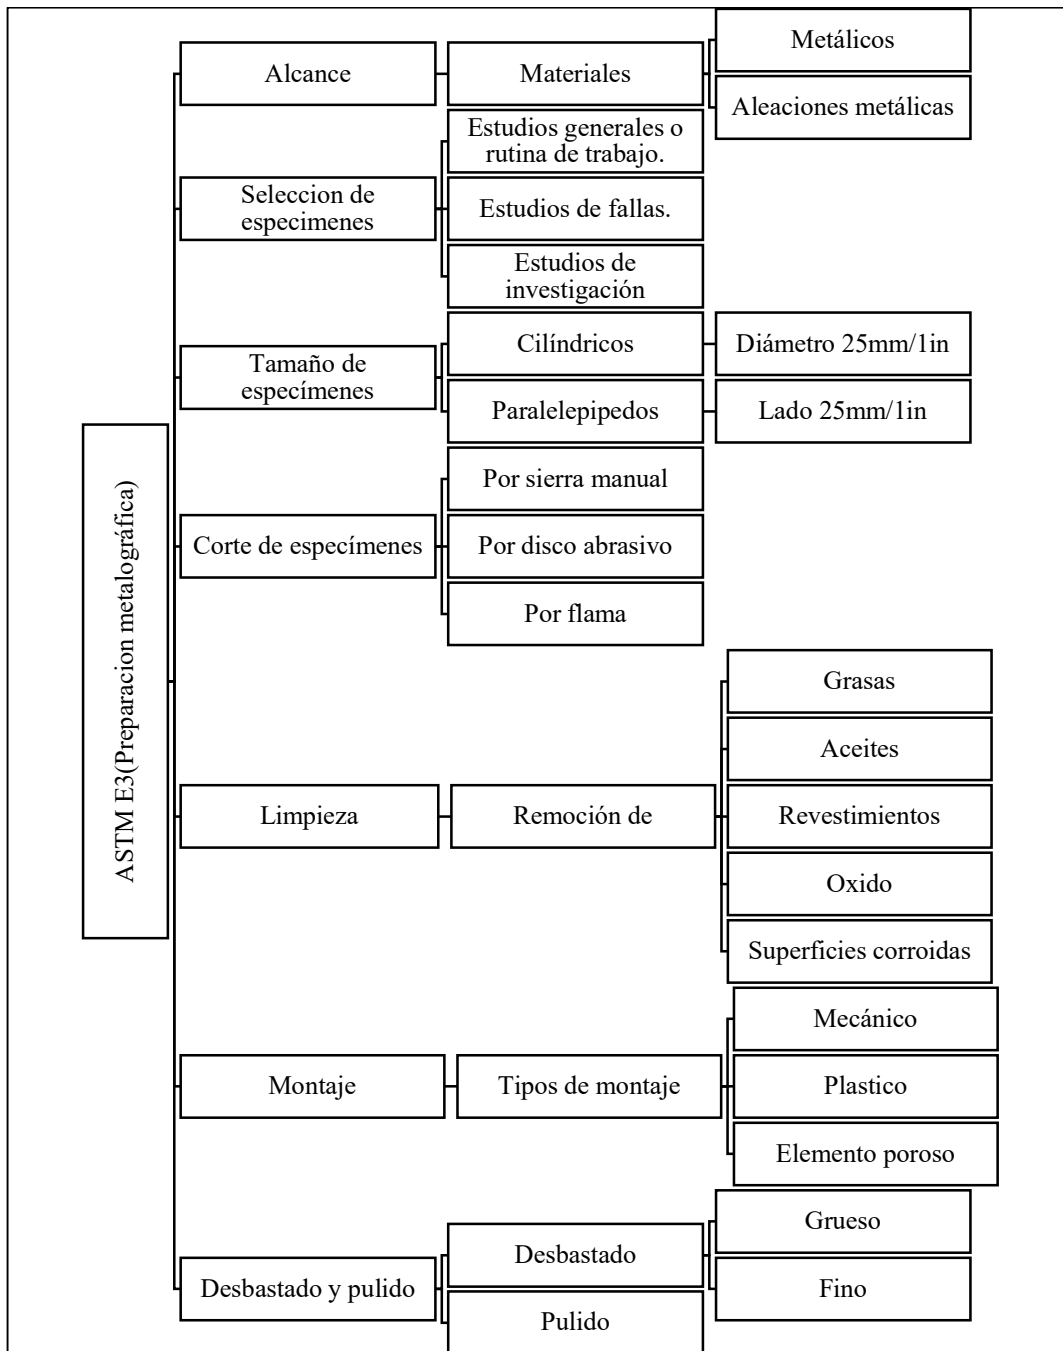 ASTM E3(Preparacion metalográfica)
Alcance
Materiales
Metálicos
Aleaciones metálicas
Seleccion de
especimenes
Estudios generales o
rutina de trabajo.
Estudios de fallas.
Estudios de
investigación
Tamaño de
especímenes
Cilíndricos
Diámetro 25mm/1in
Paralelepipedos
Lado 25mm/1in
Corte de especímenes
Por sierra manual
Por disco abrasivo
Por flama
Limpieza
Remoción de
Grasas
Aceites
Revestimientos
Oxido
Superficies corroidas
Montaje
Tipos de montaje
Mecánico
Plastico
Elemento poroso
Desbastado y pulido
Desbastado
Grueso
Fino
Pulido